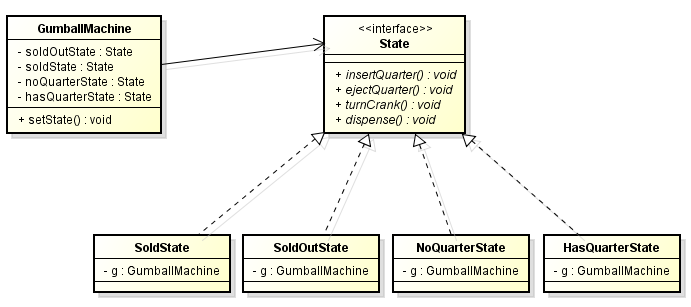 GumballMachine
- soldOutState : State
- soldState : State
- noQuarterState : State
- hasQuarterState : State
+ setState() : void
<<interface>>
State
+ insertQuarter() : void
+ ejectQuarter() : void
+ turnCrank() : void
+ dispense() : void
SoldState
- g : GumballMachine
SoldOutState
- g : GumballMachine
NoQuarterState
- g : GumballMachine
HasQuarterState
- g : GumballMachine